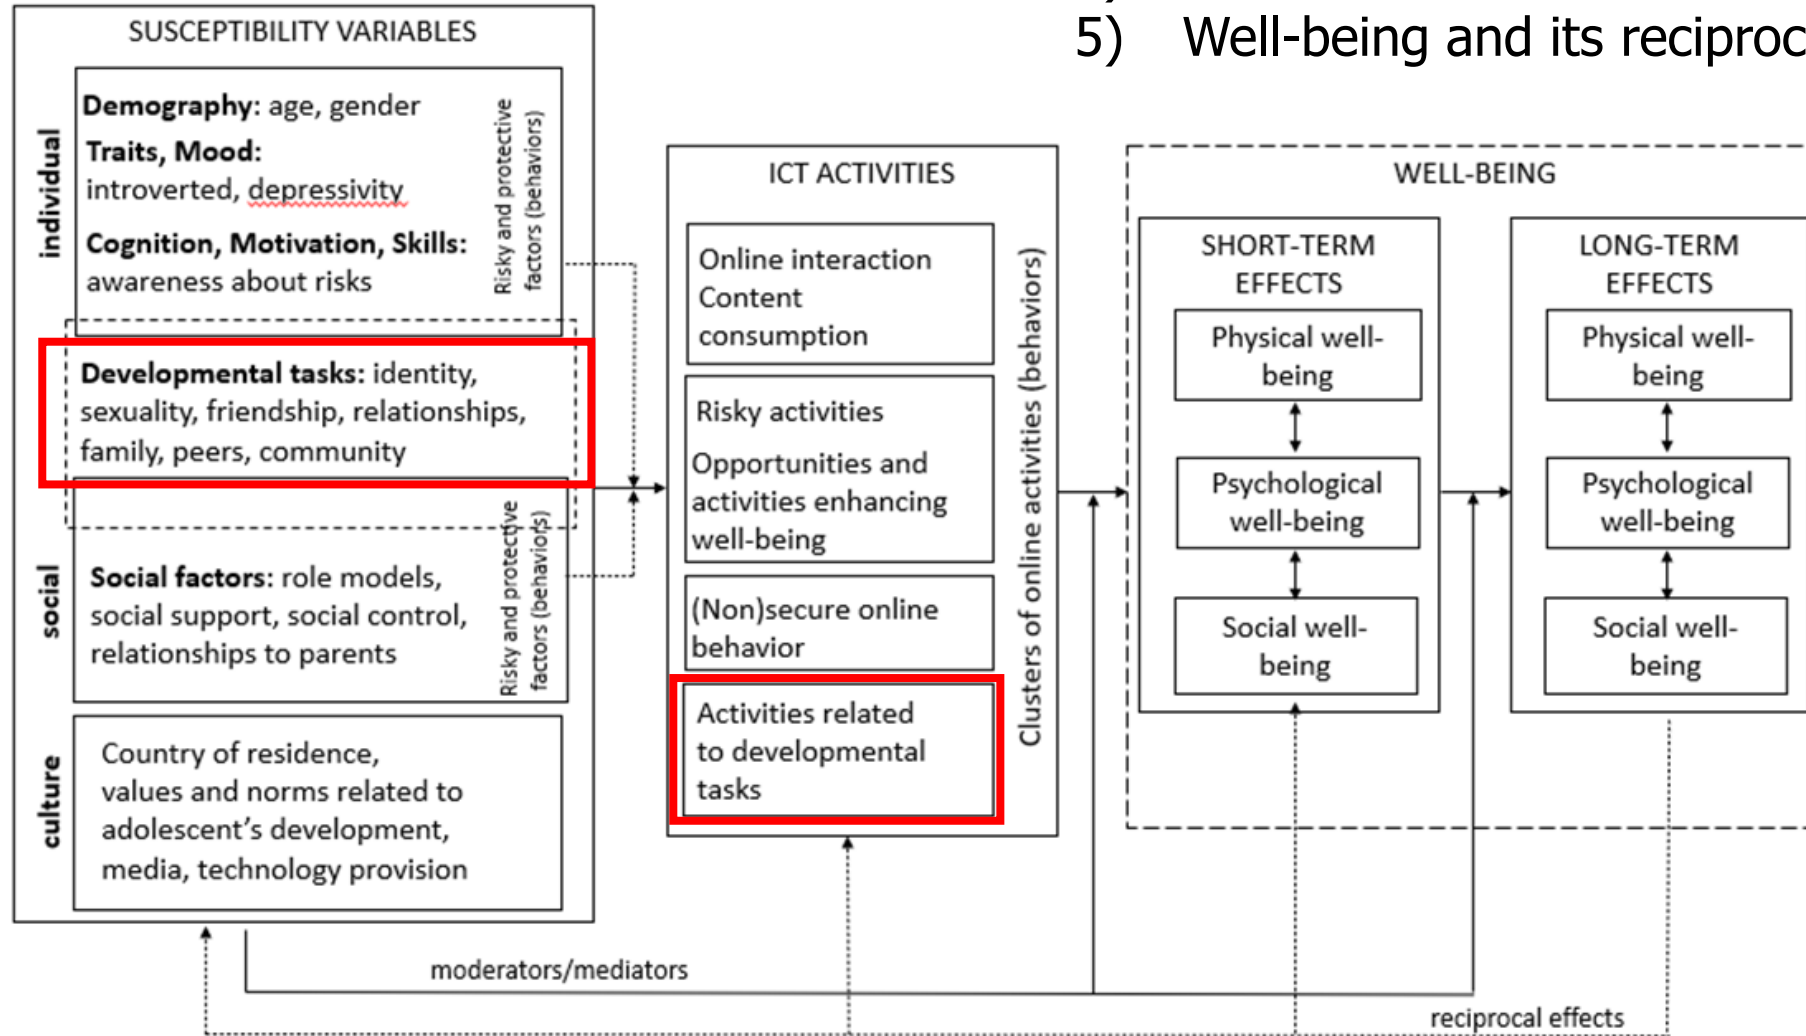 5) Well-being and its reciproc
SUSCEPTIBILITY VARIABLES
individual
Demography: age, gender
Traits, Mood:
introverted, depressivity
Cognition, Motivation, Skills:
awareness about risks
Risky and protective
factors (behaviors)
Developmental tasks: identity,
sexuality, friendship, relationships,
family, peers, community
social
Social factors: role models,
social support, social control,
relationships to parents
Risky and protective
factors (behaviors)
culture
Country of residence,
values and norms related to
adolescent's development,
media, technology provision
ICT ACTIVITIES
Online interaction
Content
consumption
Risky activities
Opportunities and
activities enhancing
well-being
(Non)secure online
behavior
Activities related
to developmental
tasks
Clusters of online activities (behaviors)
WELL-BEING
SHORT-TERM
EFFECTS
Physical well-
being
Psychological
well-being
Social well-
being
LONG-TERM
EFFECTS
Physical well-
being
Psychological
well-being
Social well-
being
moderators/mediators
reciprocal effects